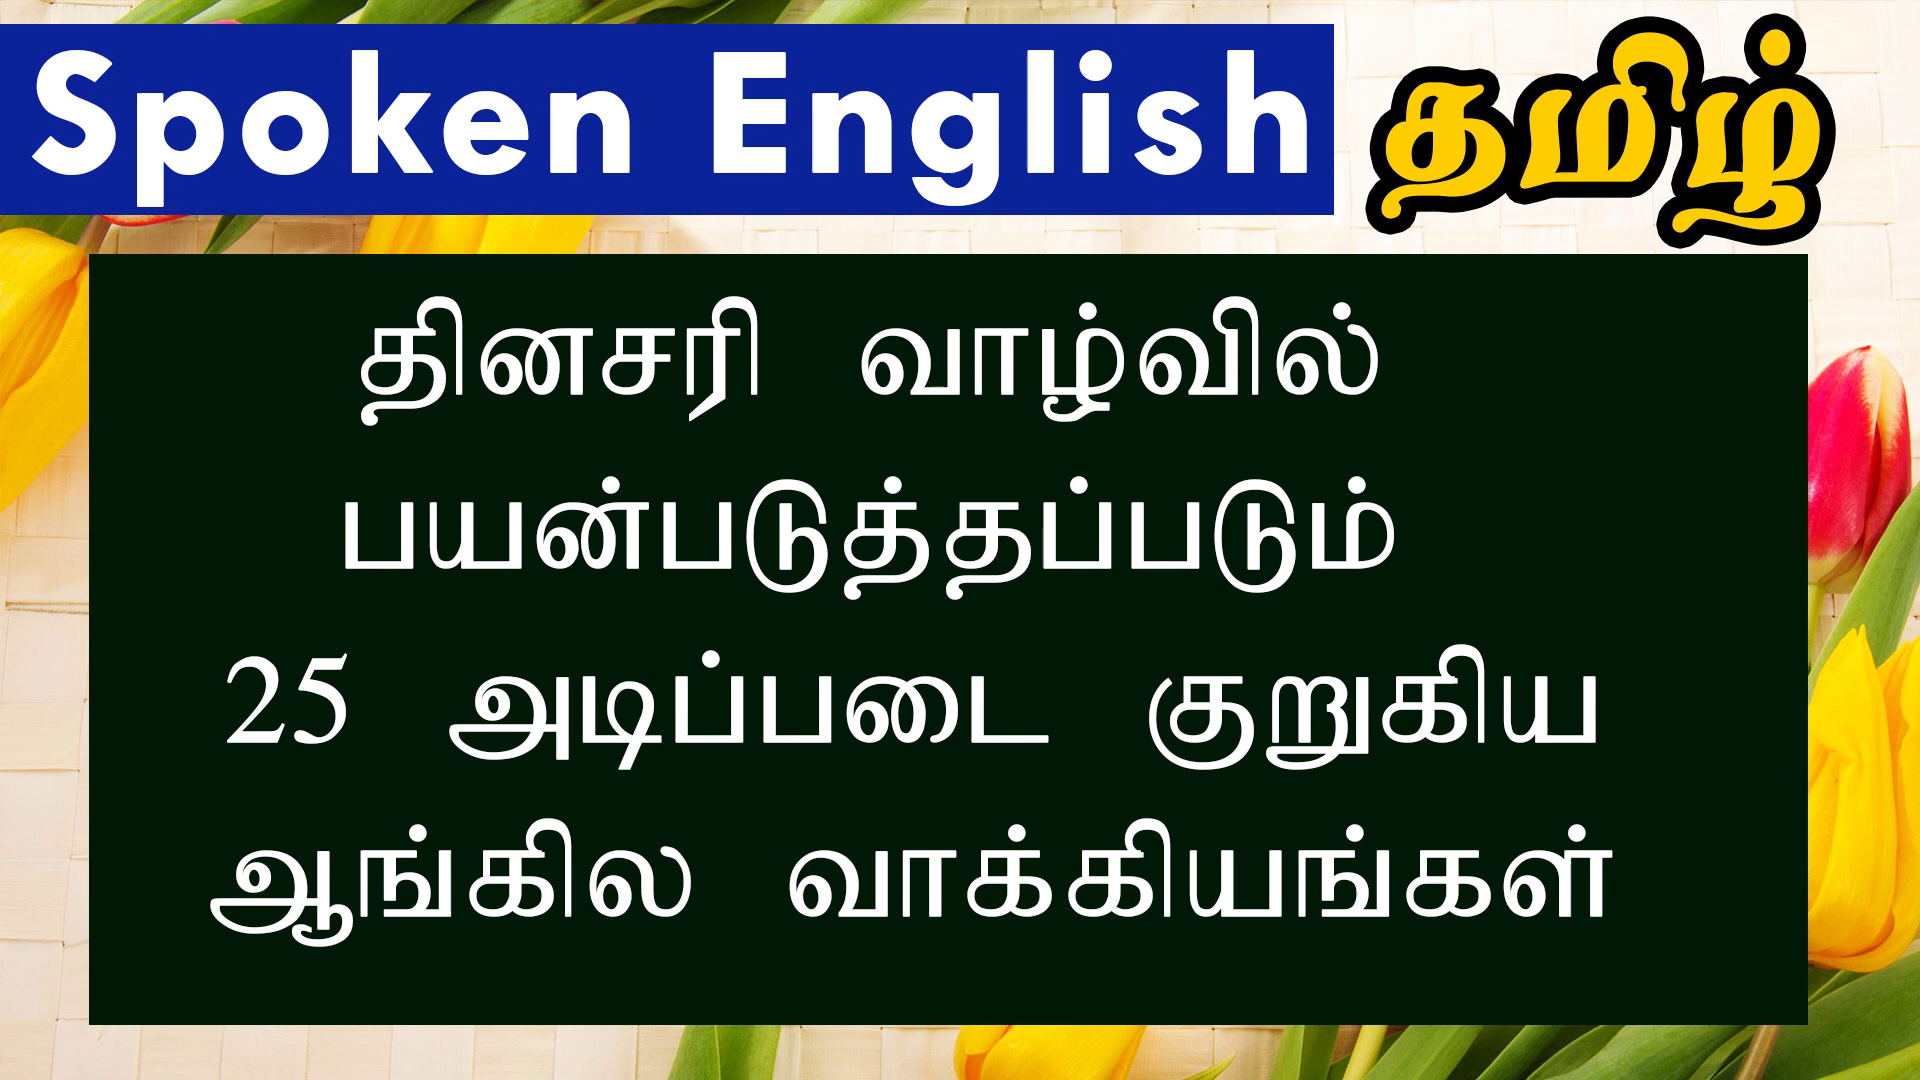 Spoken English தமிழ்
தினசரி வாழ்வில்
பயன்படுத்தப்படும்
25 அடிப்படை குறுகிய
ஆங்கில வாக்கியங்கள்